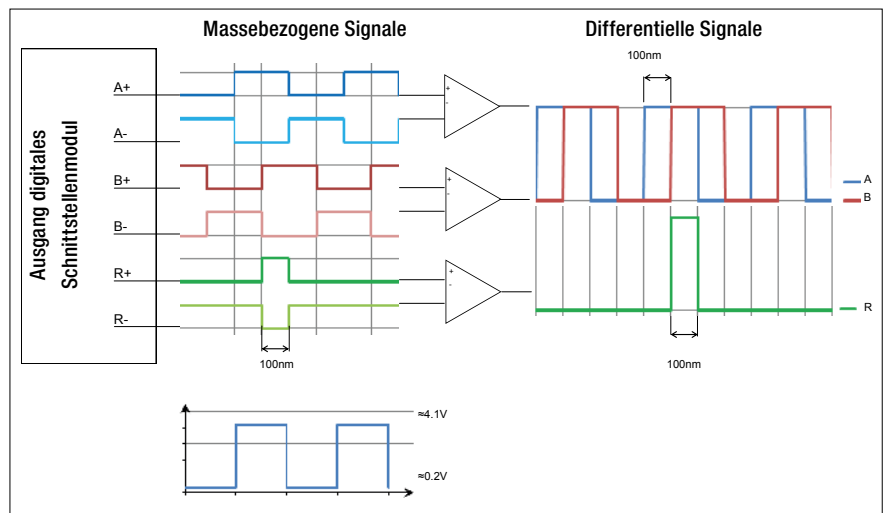 Massebezogene Signale
Differentielle Signale
Ausgang digitales
Schnittstellenmodul
A+
A-
B+
B-
R+
R-
100nm
+
-
+
-
+
-
100nm
A
B
R
100nm
≈4.1V
≈0.2V